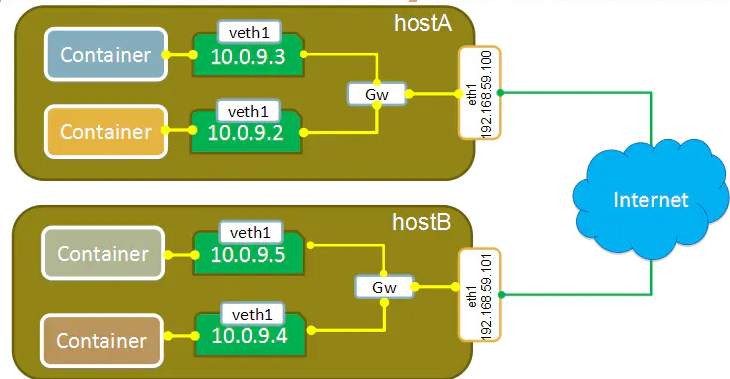 hostA
Container
veth1
10.0.9.3
Gw
eth1
192.168.59.100
Container
veth1
10.0.9.2
Internet
hostB
Container
veth1
10.0.9.5
Gw
eth1
192.168.59.101
Container
veth1
10.0.9.4